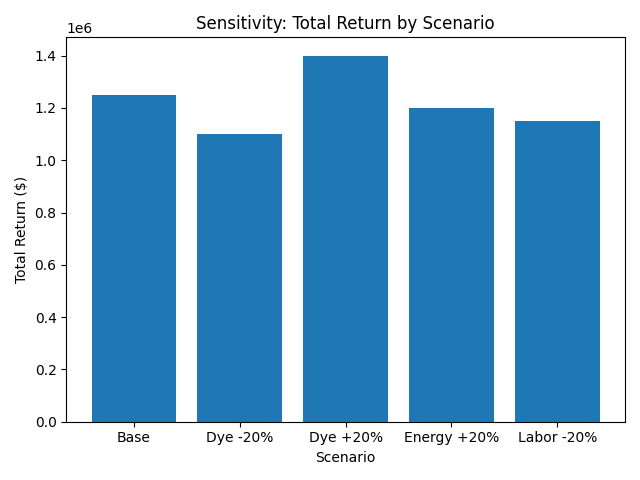 Sensitivity: Total Return by Scenario
1e6
1.4
1.2
1.0
0.8
0.6
0.4
0.2
0.0
Total Return ($)
Base Dye -20% Dye +20% Energy +20% Labor -20%
Scenario